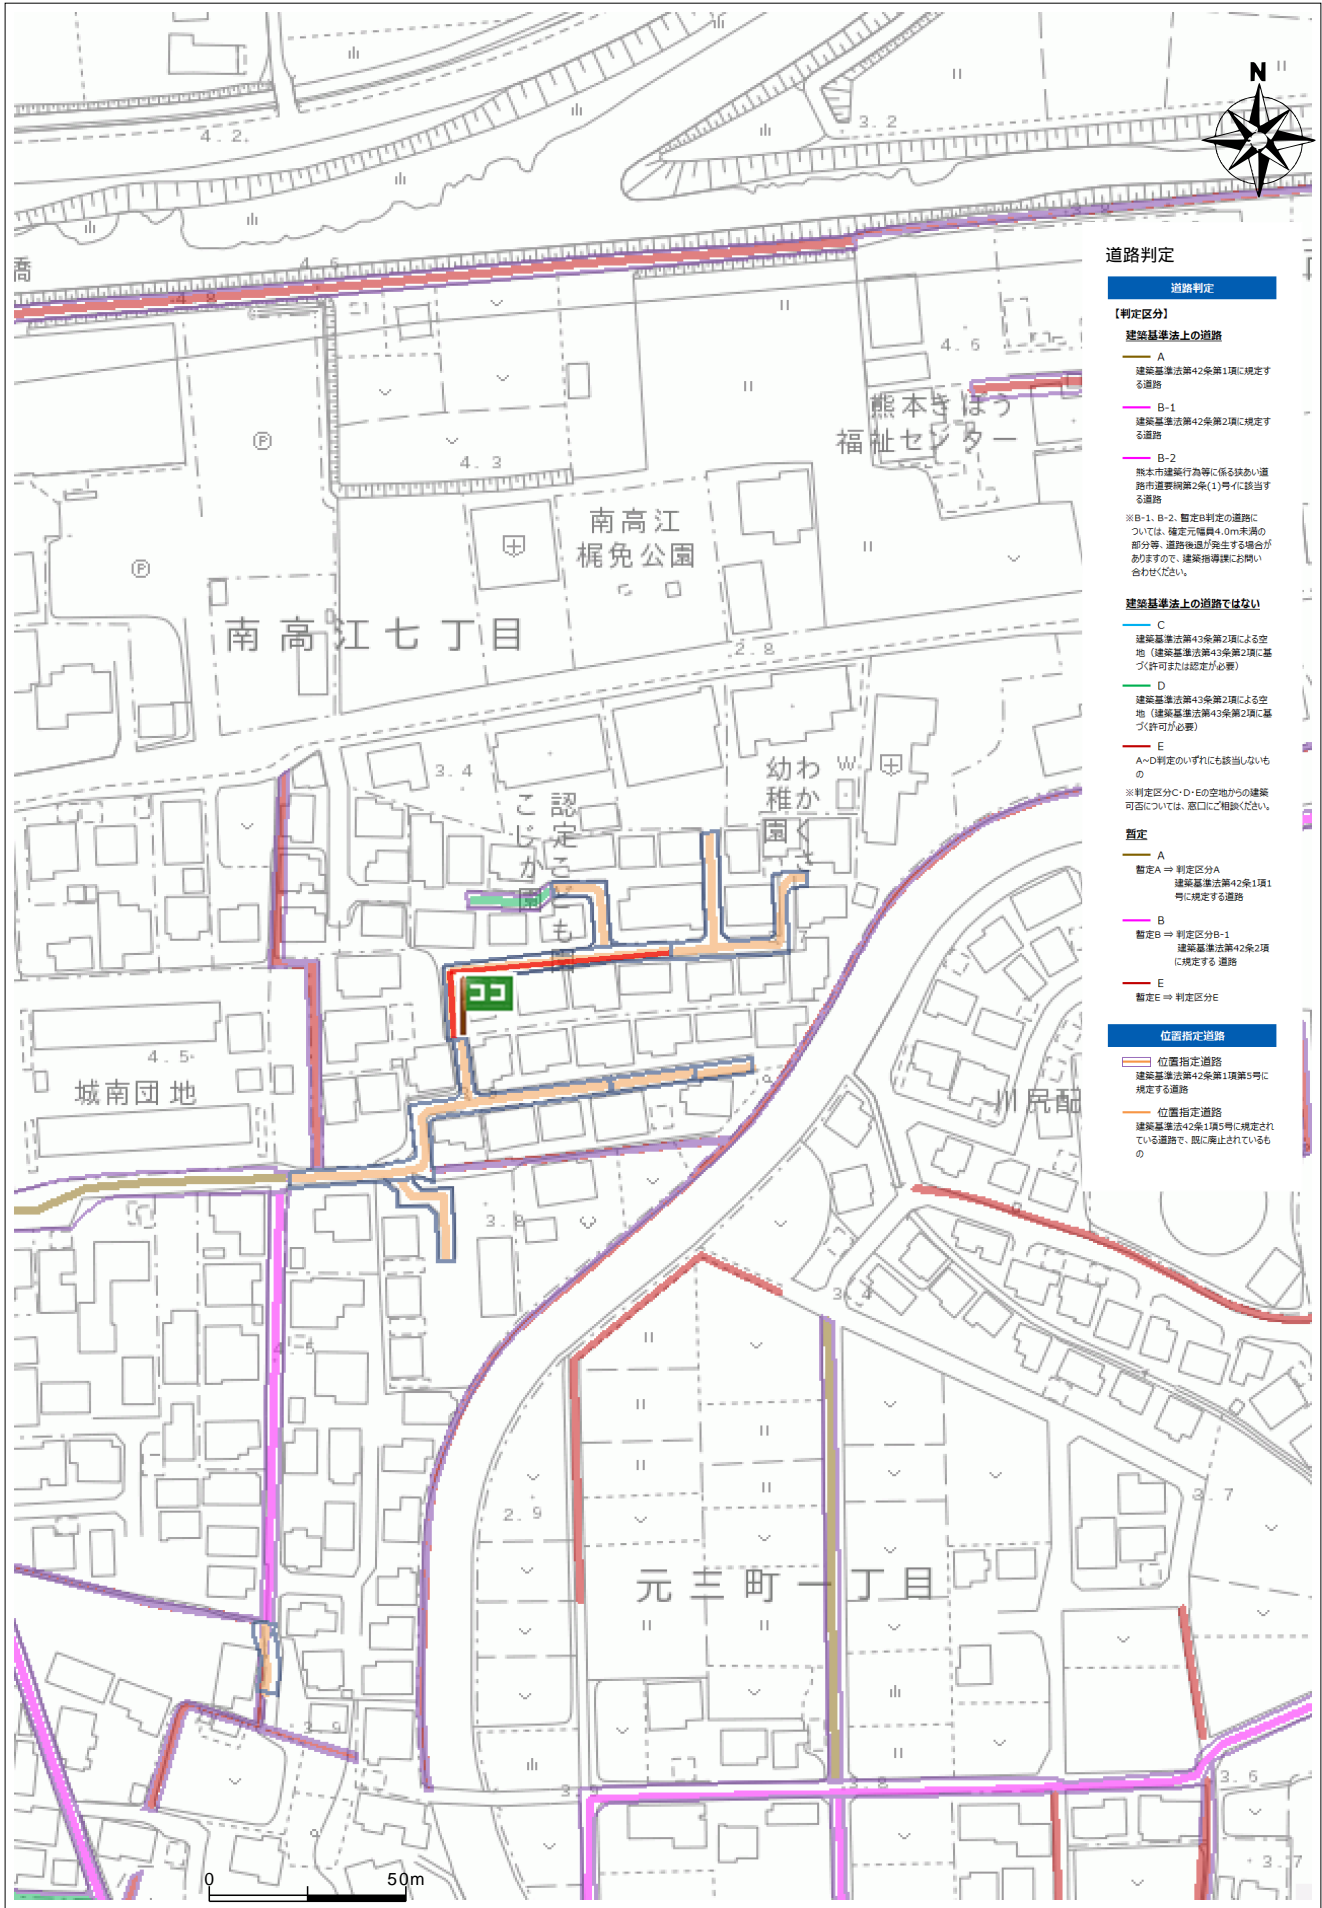 N
4.2
3.2
3.8
4.6
4.8
喬
4.6
熊本きぼう
福祉センター
4.3
南高江
梶免公園
Ⓟ
Ⓟ
南高江七丁目
2.8
3.4
認定こども園
こじか園
わかくさ
幼稚園
W
ココ
3.7
4.5
城南団地
3.6
川尻配
3.8
3.4
4.5
2.9
3.7
元三町一丁目
3.9
3.9
3.8
3.6
3.7
0
50m
道路判定
道路判定
【判定区分】
建築基準法上の道路
A
建築基準法第42条第1項に規定す
る道路
B-1
建築基準法第42条第2項に規定す
る道路
B-2
熊本市建築行為等に係る狭あい道
路市道要綱第2条(1)号イに該当す
る道路
※B-1、B-2、暫定B判定の道路に
ついては、確定元幅員4.0m未満の
部分等、道路後退が発生する場合が
ありますので、建築指導課にお問い
合わせください。
建築基準法上の道路ではない
C
建築基準法第43条第2項による空
地（建築基準法第43条第2項に基
づく許可または認定が必要）
D
建築基準法第43条第2項による空
地（建築基準法第43条第2項に基
づく許可が必要）
E
A~D判定のいずれにも該当しないも
の
※判定区分C・D・Eの空地からの建築
可否については、窓口にご相談ください。
暫定
A
暫定A ⇒ 判定区分A
建築基準法第42条1項1
号に規定する道路
B
暫定B ⇒ 判定区分B-1
建築基準法第42条2項
に規定する 道路
E
暫定E ⇒ 判定区分E
位置指定道路
位置指定道路
建築基準法第42条第1項第5号に
規定する道路
位置指定道路
建築基準法42条1項5号に規定され
ている道路で、既に廃止されているも
の